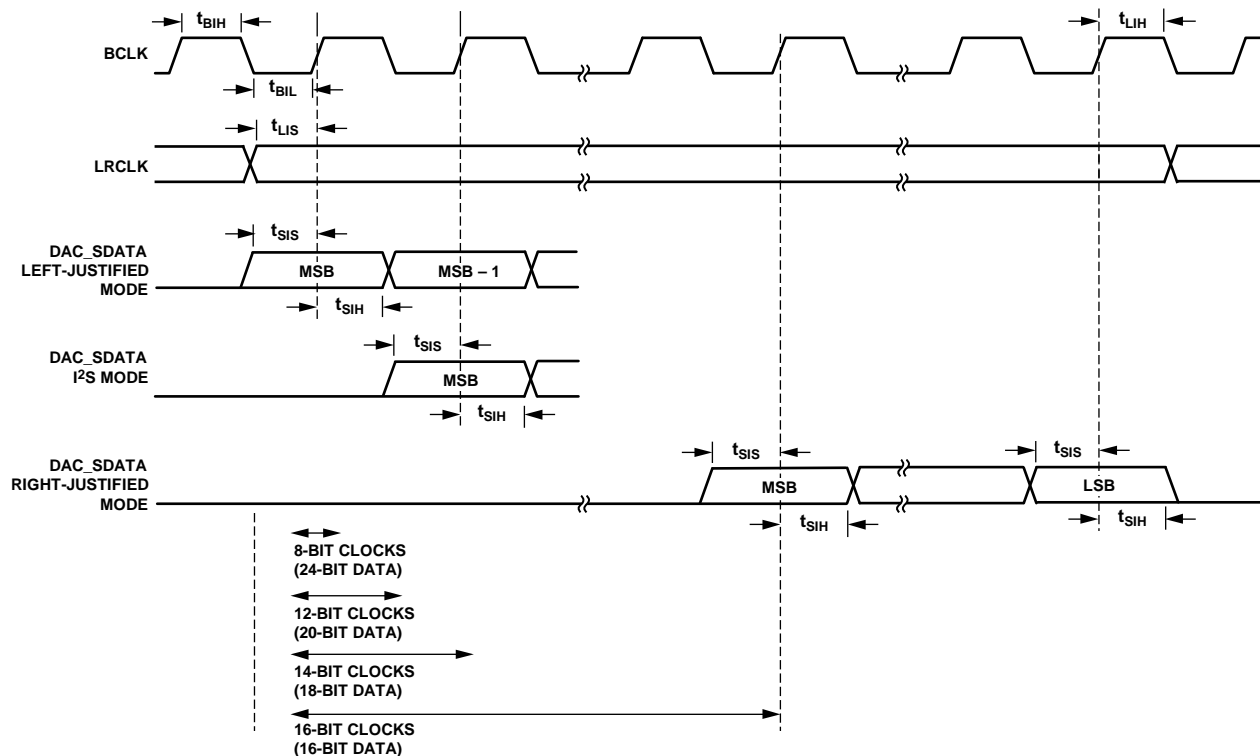 tBIH
tLIH
BCLK
tBIL
tLIS
LRCLK
tSIS
DAC_SDATA
LEFT-JUSTIFIED
MODE
MSB
MSB – 1
tSIH
tSIS
DAC_SDATA
I²S MODE
MSB
tSIH
tSIS
tSIS
DAC_SDATA
RIGHT-JUSTIFIED
MODE
MSB
LSB
tSIH
tSIH
8-BIT CLOCKS
(24-BIT DATA)
12-BIT CLOCKS
(20-BIT DATA)
14-BIT CLOCKS
(18-BIT DATA)
16-BIT CLOCKS
(16-BIT DATA)